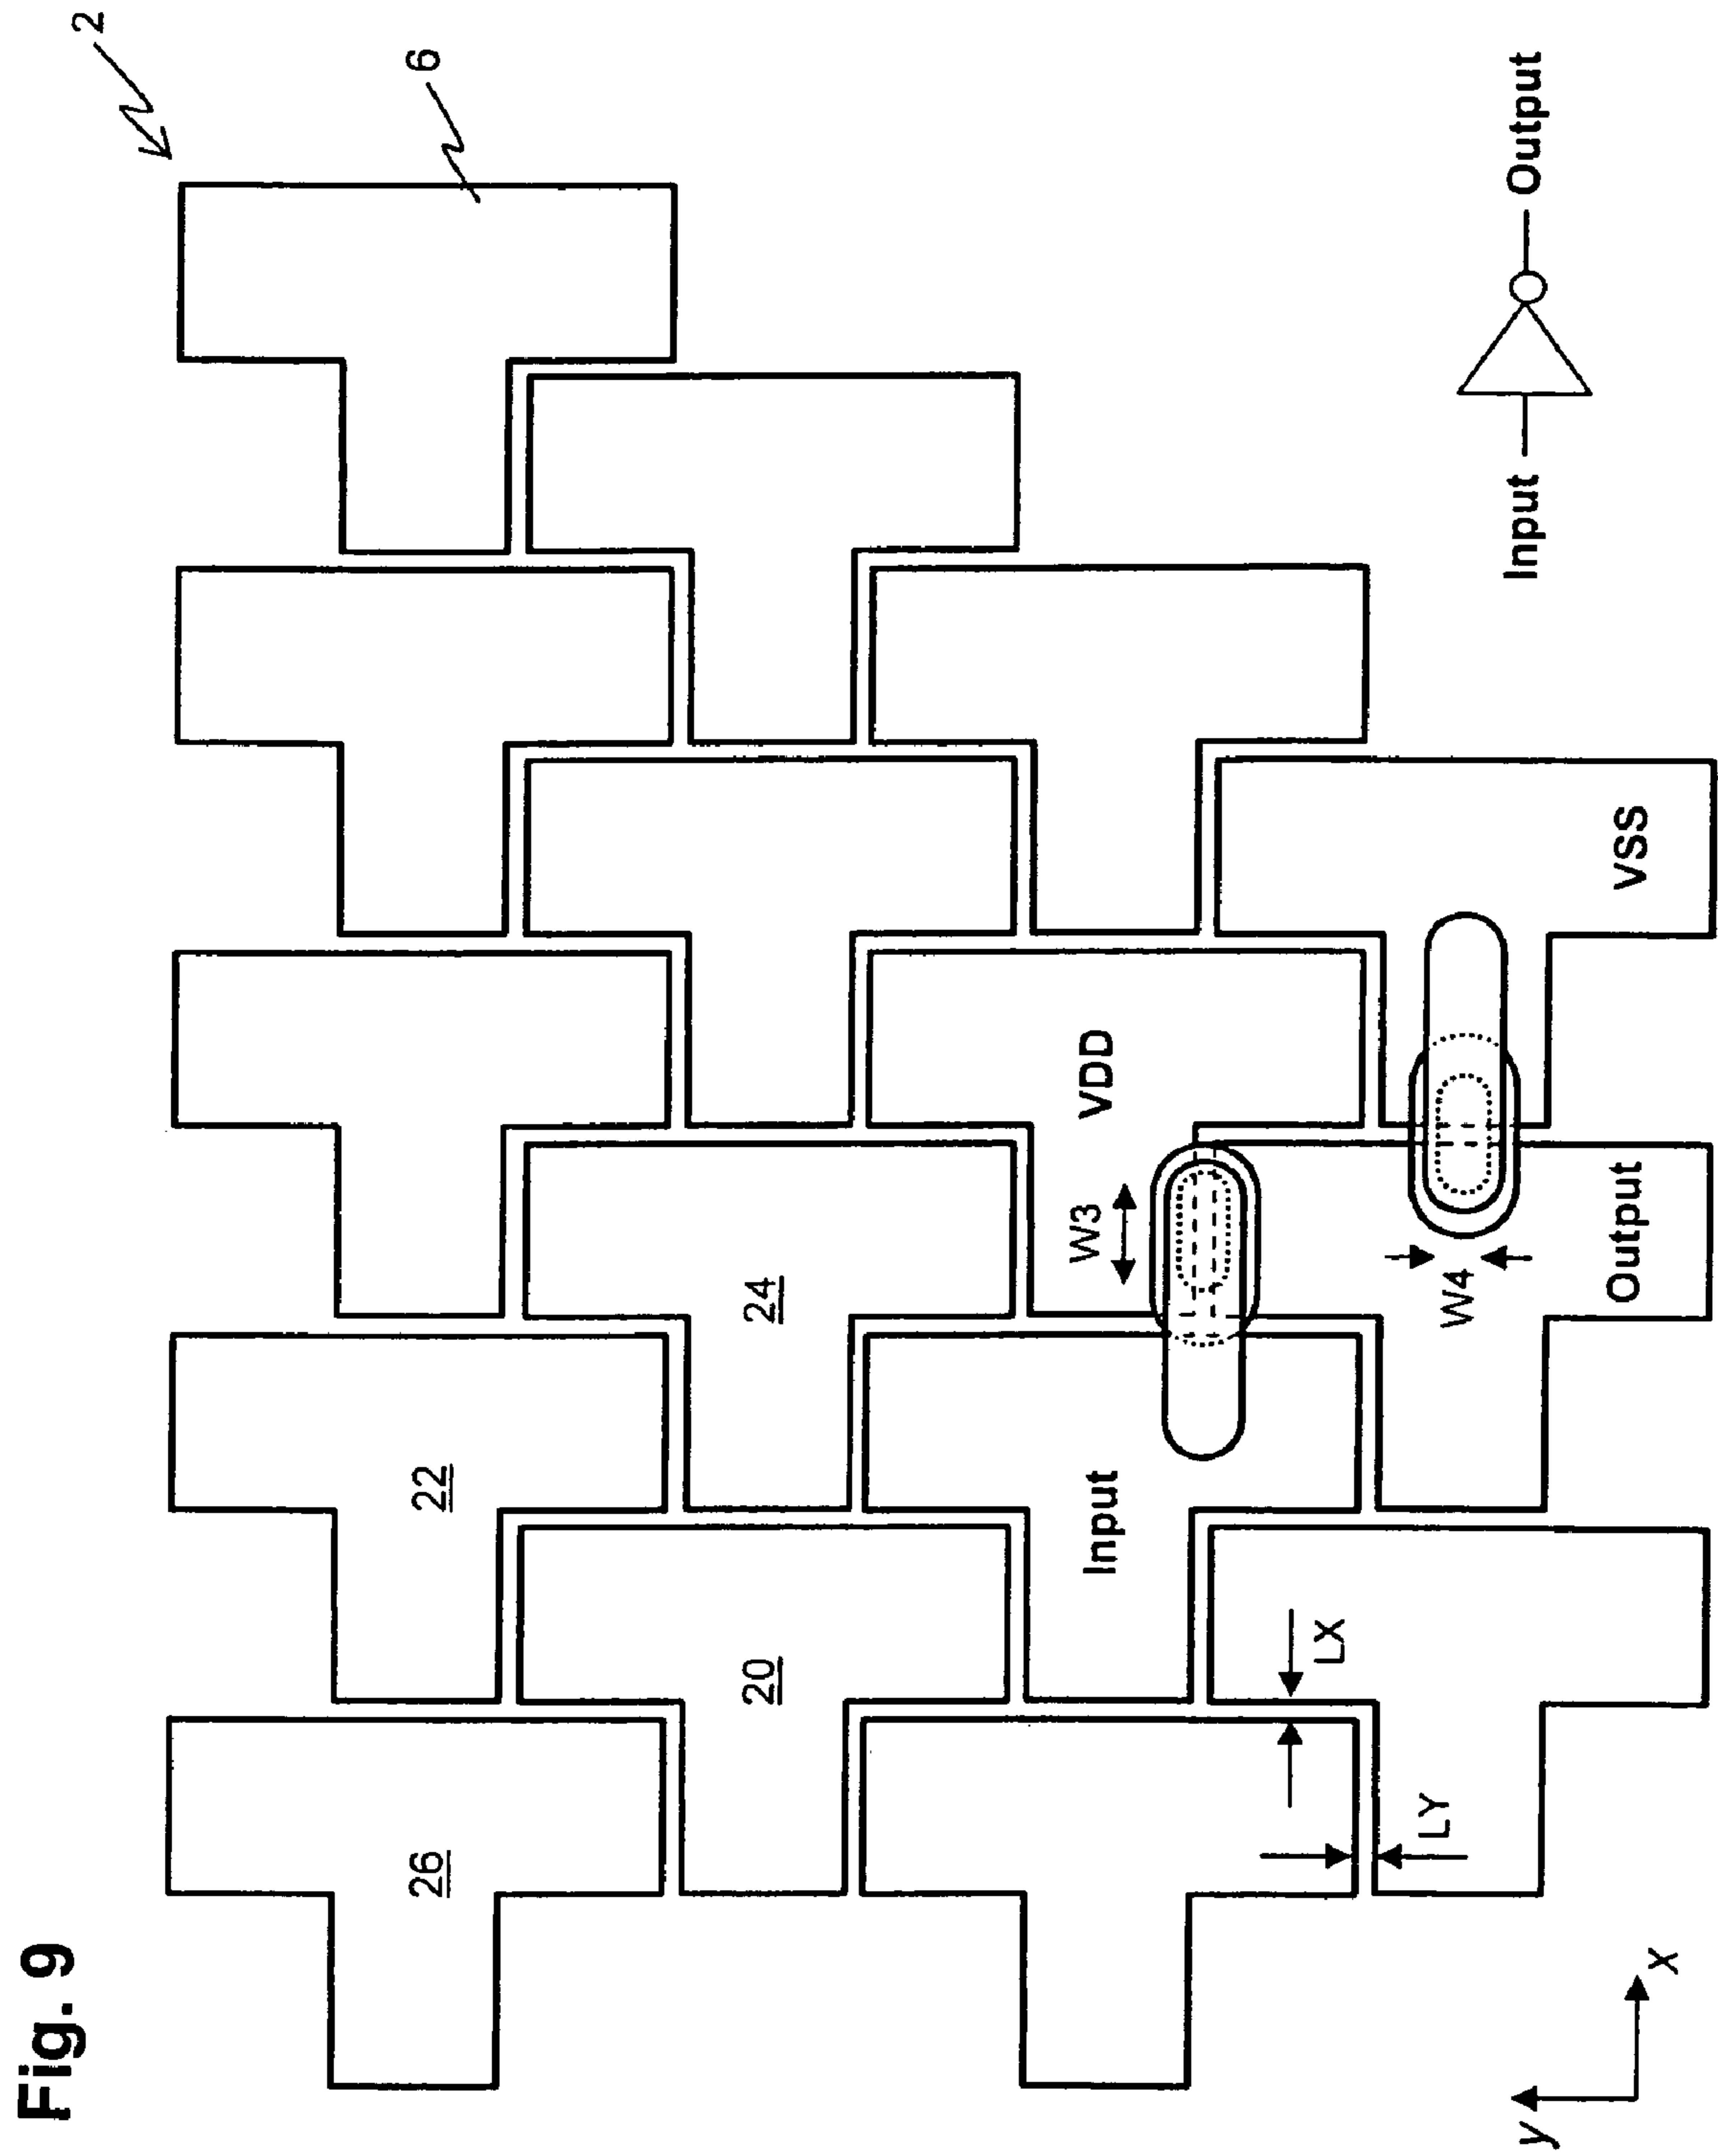 Fig. 9
2
6
22
26
24
20
VDD
W3
Input
LX
LY
VSS
Output
W4
Input
Output
y
x